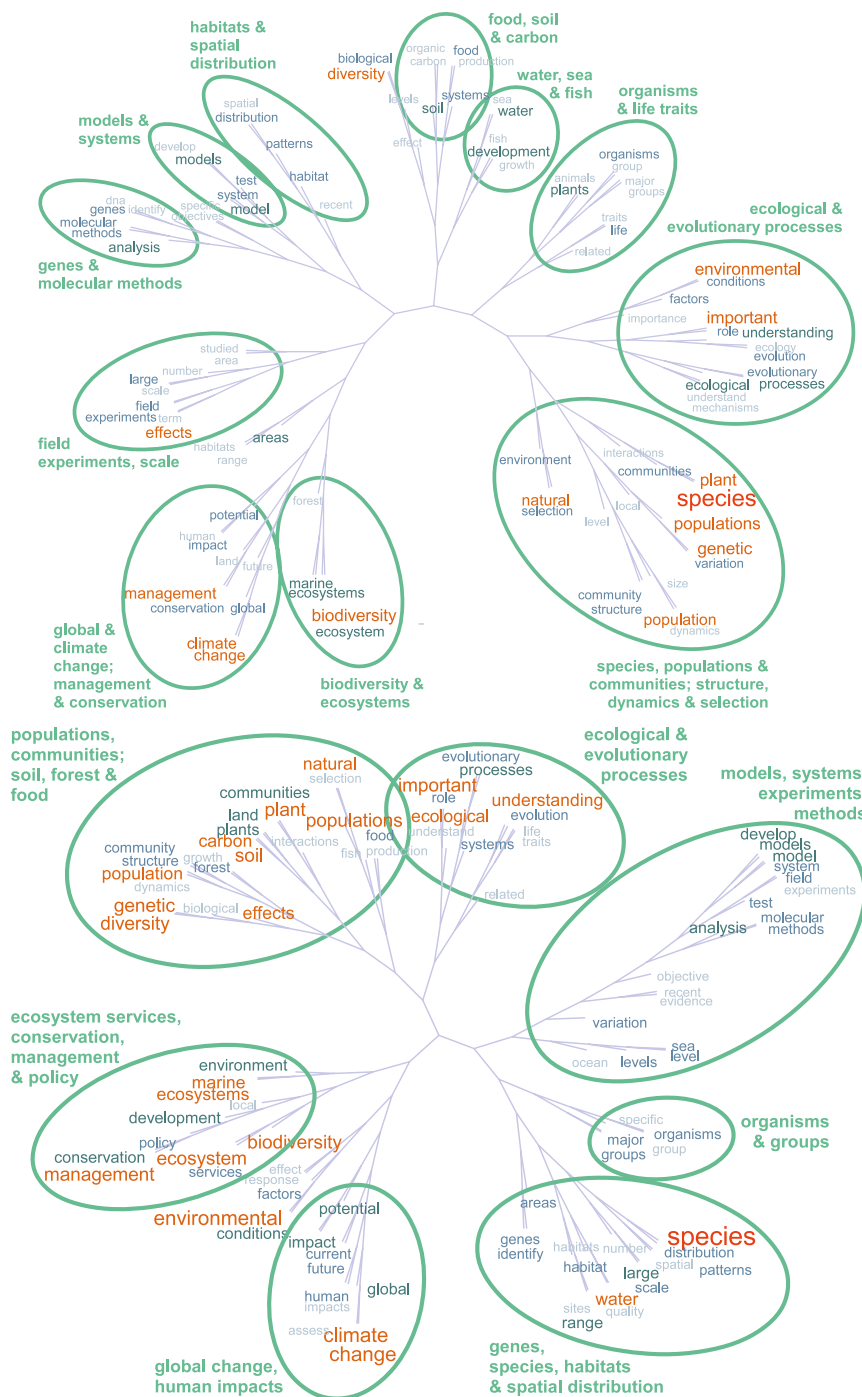 food, soil
& carbon
habitats &
spatial
distribution
biological
diversity
organic
carbon
food
production
levels
systems
soil
effect
water, sea
& fish
sea
water
fish
development
growth
organisms
& life traits
organisms
group
animals
plants
major
groups
traits
life
related
models &
systems
spatial
distribution
patterns
habitat
recent
develop
models
test
system
model
specific
objectives
dna
genes
identify
molecular
methods
analysis
genes &
molecular methods
ecological &
evolutionary processes
environmental
conditions
factors
importance
important
role
understanding
ecology
evolution
evolutionary
processes
ecological
understand
mechanisms
studied
area
number
large
scale
field
experiments
term
effects
field
experiments, scale
habitats
range
areas
environment
natural
selection
interactions
communities
plant
species
local
level
populations
genetic
variation
size
community
structure
population
dynamics
species, populations &
communities; structure,
dynamics & selection
potential
human
impact
land
future
management
conservation
global
climate
change
global &
climate
change;
management
& conservation
forest
marine
ecosystems
biodiversity
ecosystem
biodiversity &
ecosystems
populations,
communities;
soil, forest &
food
natural
selection
communities
land
plants
plant
populations
carbon
soil
interactions
food
fish
production
community
structure
growth
forest
population
dynamics
genetic
diversity
biological
effects
ecological &
evolutionary
processes
evolutionary
processes
important
role
understanding
ecological
evolution
understand
systems
life
traits
related
models, systems
experiments
methods
develop
models
model
system
field
experiments
test
molecular
methods
analysis
objective
recent
evidence
variation
ocean
levels
sea
level
ecosystem services,
conservation,
management
& policy
environment
marine
ecosystems
local
development
policy
biodiversity
conservation
management
ecosystem
services
effect
response
factors
environmental
conditions
potential
impact
current
future
global
human
impacts
assess
climate
change
global change,
human impacts
organisms
& groups
specific
major
groups
organisms
group
areas
genes
identify
habitats
number
species
distribution
spatial
patterns
habitat
large
scale
water
quality
sites
range
genes,
species, habitats
& spatial distribution